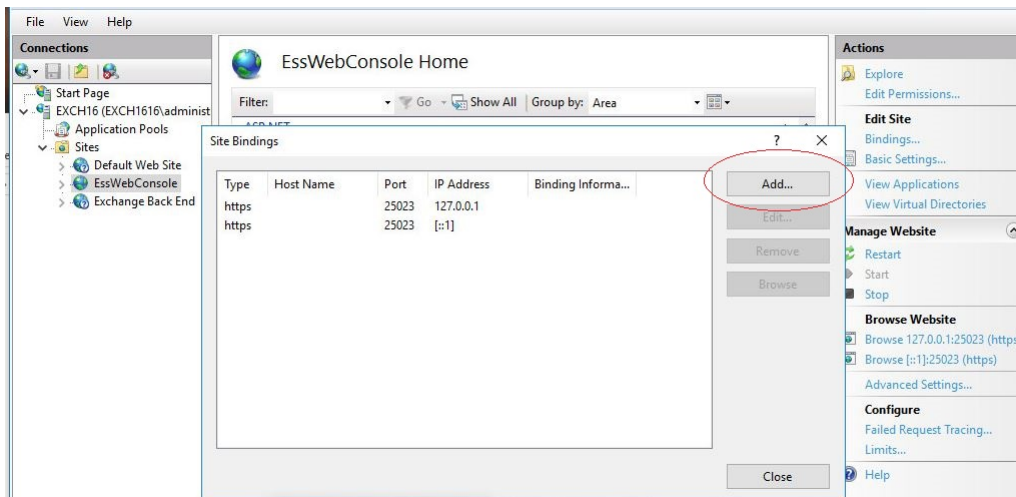 File View Help
Connections
Start Page
EXCH16 (EXCH1616\administ
Application Pools
Sites
Default Web Site
EssWebConsole
Exchange Back End
EssWebConsole Home
Filter: Go Show All Group by: Area
ASP.NET
Site Bindings ? X
Type Host Name Port IP Address Binding Informa...
https 25023 127.0.0.1
https 25023 [::1]
Add...
Edit...
Remove
Browse
Close
Actions
Explore
Edit Permissions...
Edit Site
Bindings...
Basic Settings...
View Applications
View Virtual Directories
Manage Website
Restart
Start
Stop
Browse Website
Browse 127.0.0.1:25023 (https
Browse [::1]:25023 (https)
Advanced Settings...
Configure
Failed Request Tracing...
Limits...
Help